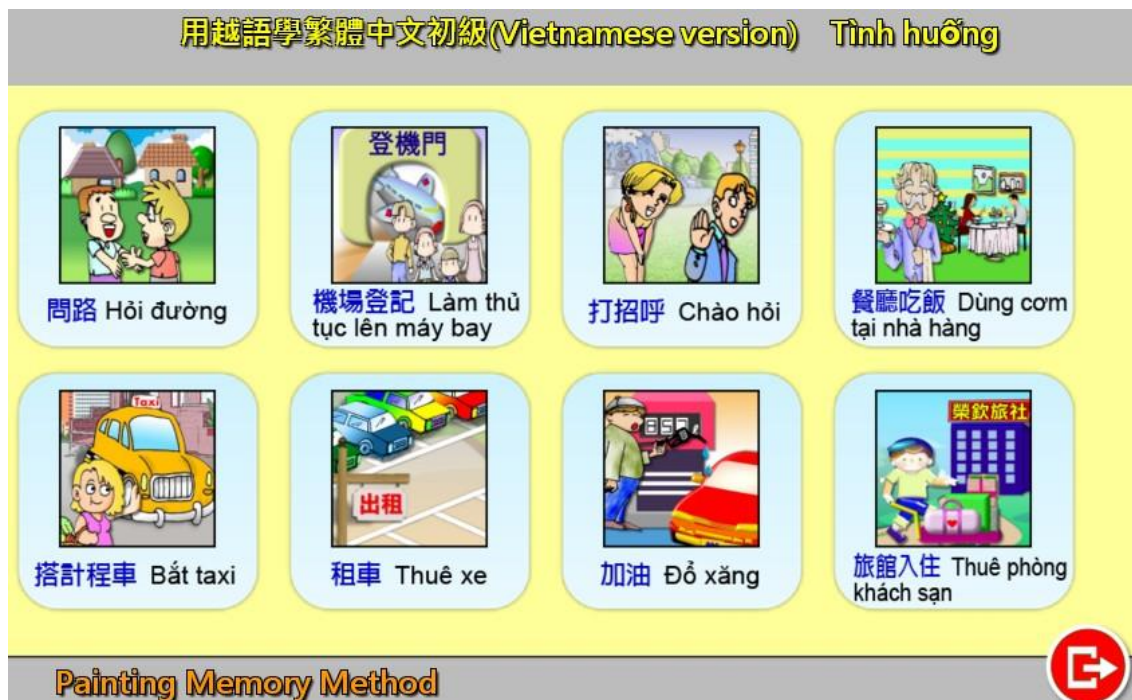 用越語學繁體中文初級(Vietnamese version) Tình huống
登機門
問路 Hỏi đường
機場登記 Làm thủ
tục lên máy bay
打招呼 Chào hỏi
餐廳吃飯 Dùng cơm
tại nhà hàng
Taxi
搭計程車 Bắt taxi
出租
租車 Thuê xe
857
加油 Đổ xăng
榮欽旅社
旅館入住 Thuê phòng
khách sạn
Painting Memory Method